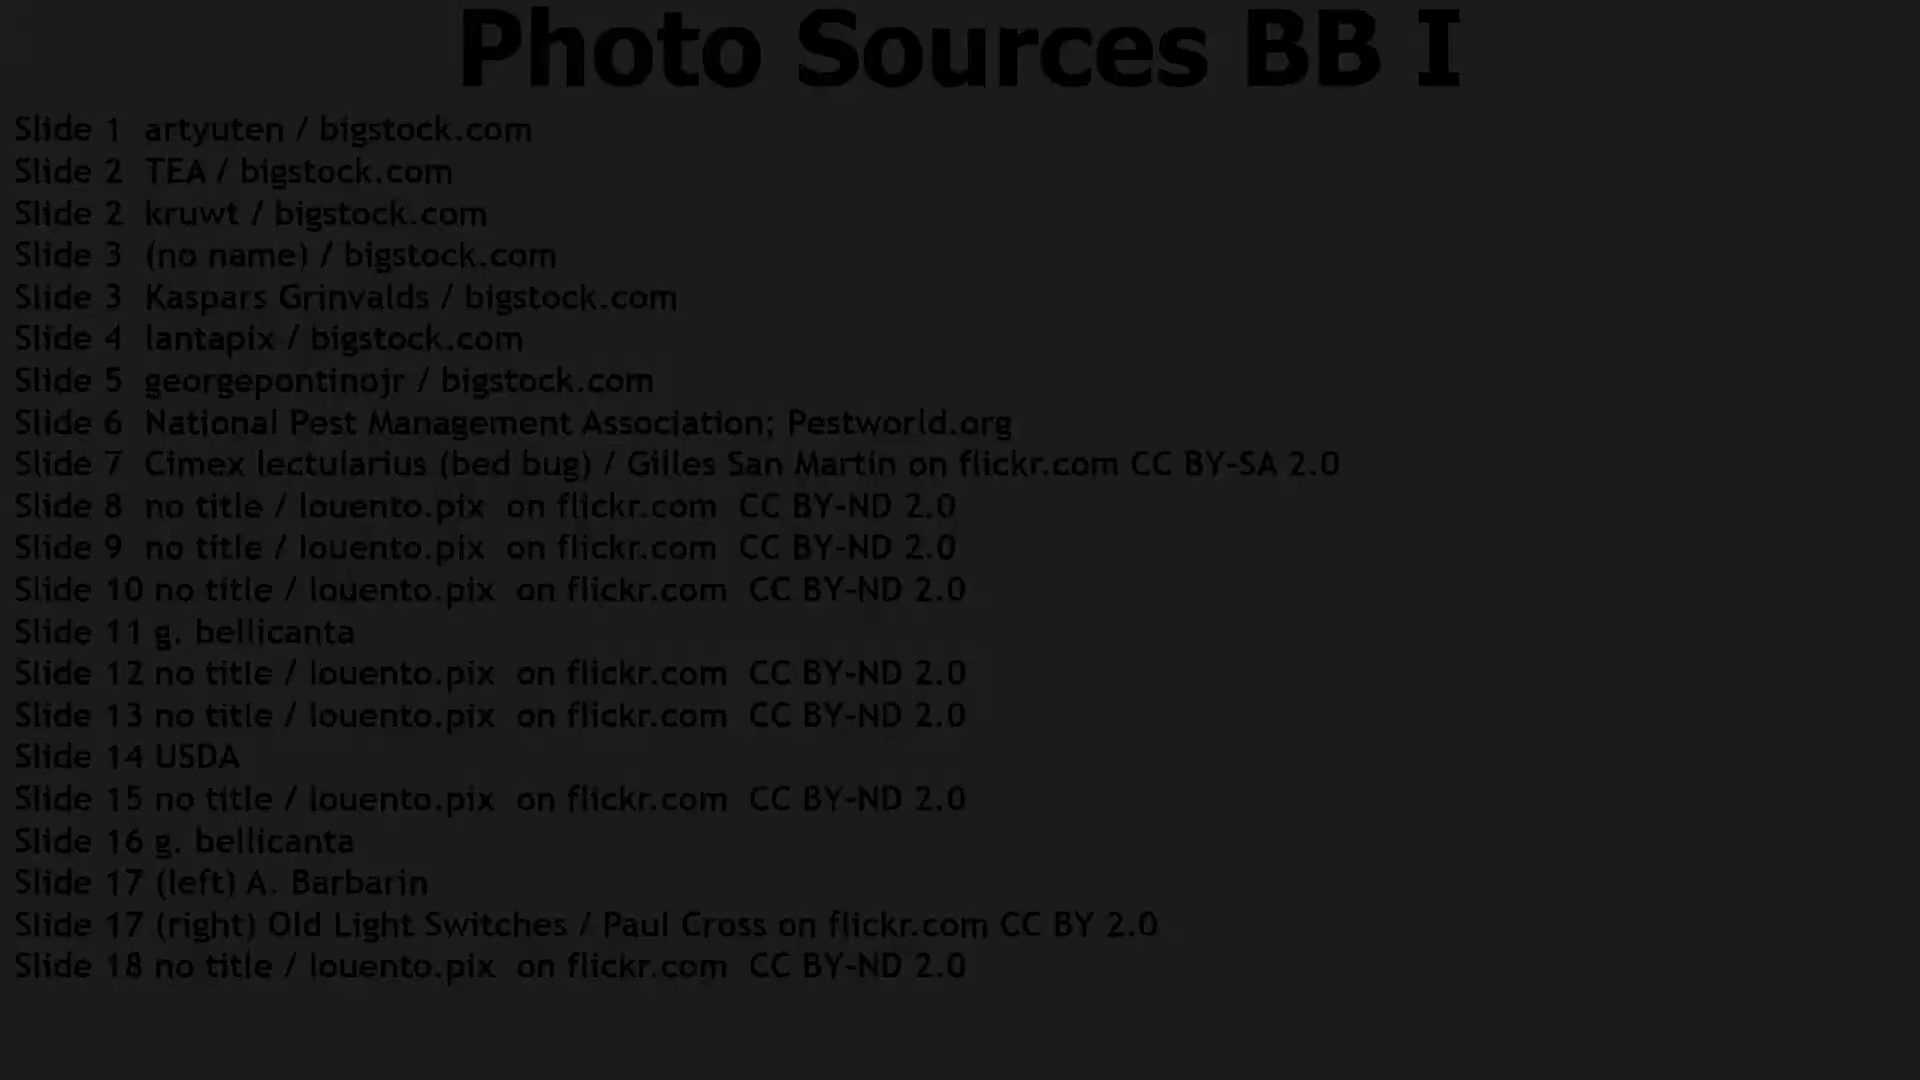 Photo Sources BB I
Slide 1 artyuten / bigstock.com
Slide 2 TEA / bigstock.com
Slide 2 kruwt / bigstock.com
Slide 3 (no name) / bigstock.com
Slide 3 Kaspars Grinvalds / bigstock.com
Slide 4 lantapix / bigstock.com
Slide 5 georgepontinojr / bigstock.com
Slide 6 National Pest Management Association; Pestworld.org
Slide 7 Cimex lectularius (bed bug) / Gilles San Martin on flickr.com CC BY-SA 2.0
Slide 8 no title / louento.pix on flickr.com CC BY-ND 2.0
Slide 9 no title / louento.pix on flickr.com CC BY-ND 2.0
Slide 10 no title / louento.pix on flickr.com CC BY-ND 2.0
Slide 11 g. bellicanta
Slide 12 no title / louento.pix on flickr.com CC BY-ND 2.0
Slide 13 no title / louento.pix on flickr.com CC BY-ND 2.0
Slide 14 USDA
Slide 15 no title / louento.pix on flickr.com CC BY-ND 2.0
Slide 16 g. bellicanta
Slide 17 (left) A. Barbarin
Slide 17 (right) Old Light Switches / Paul Cross on flickr.com CC BY 2.0
Slide 18 no title / louento.pix on flickr.com CC BY-ND 2.0